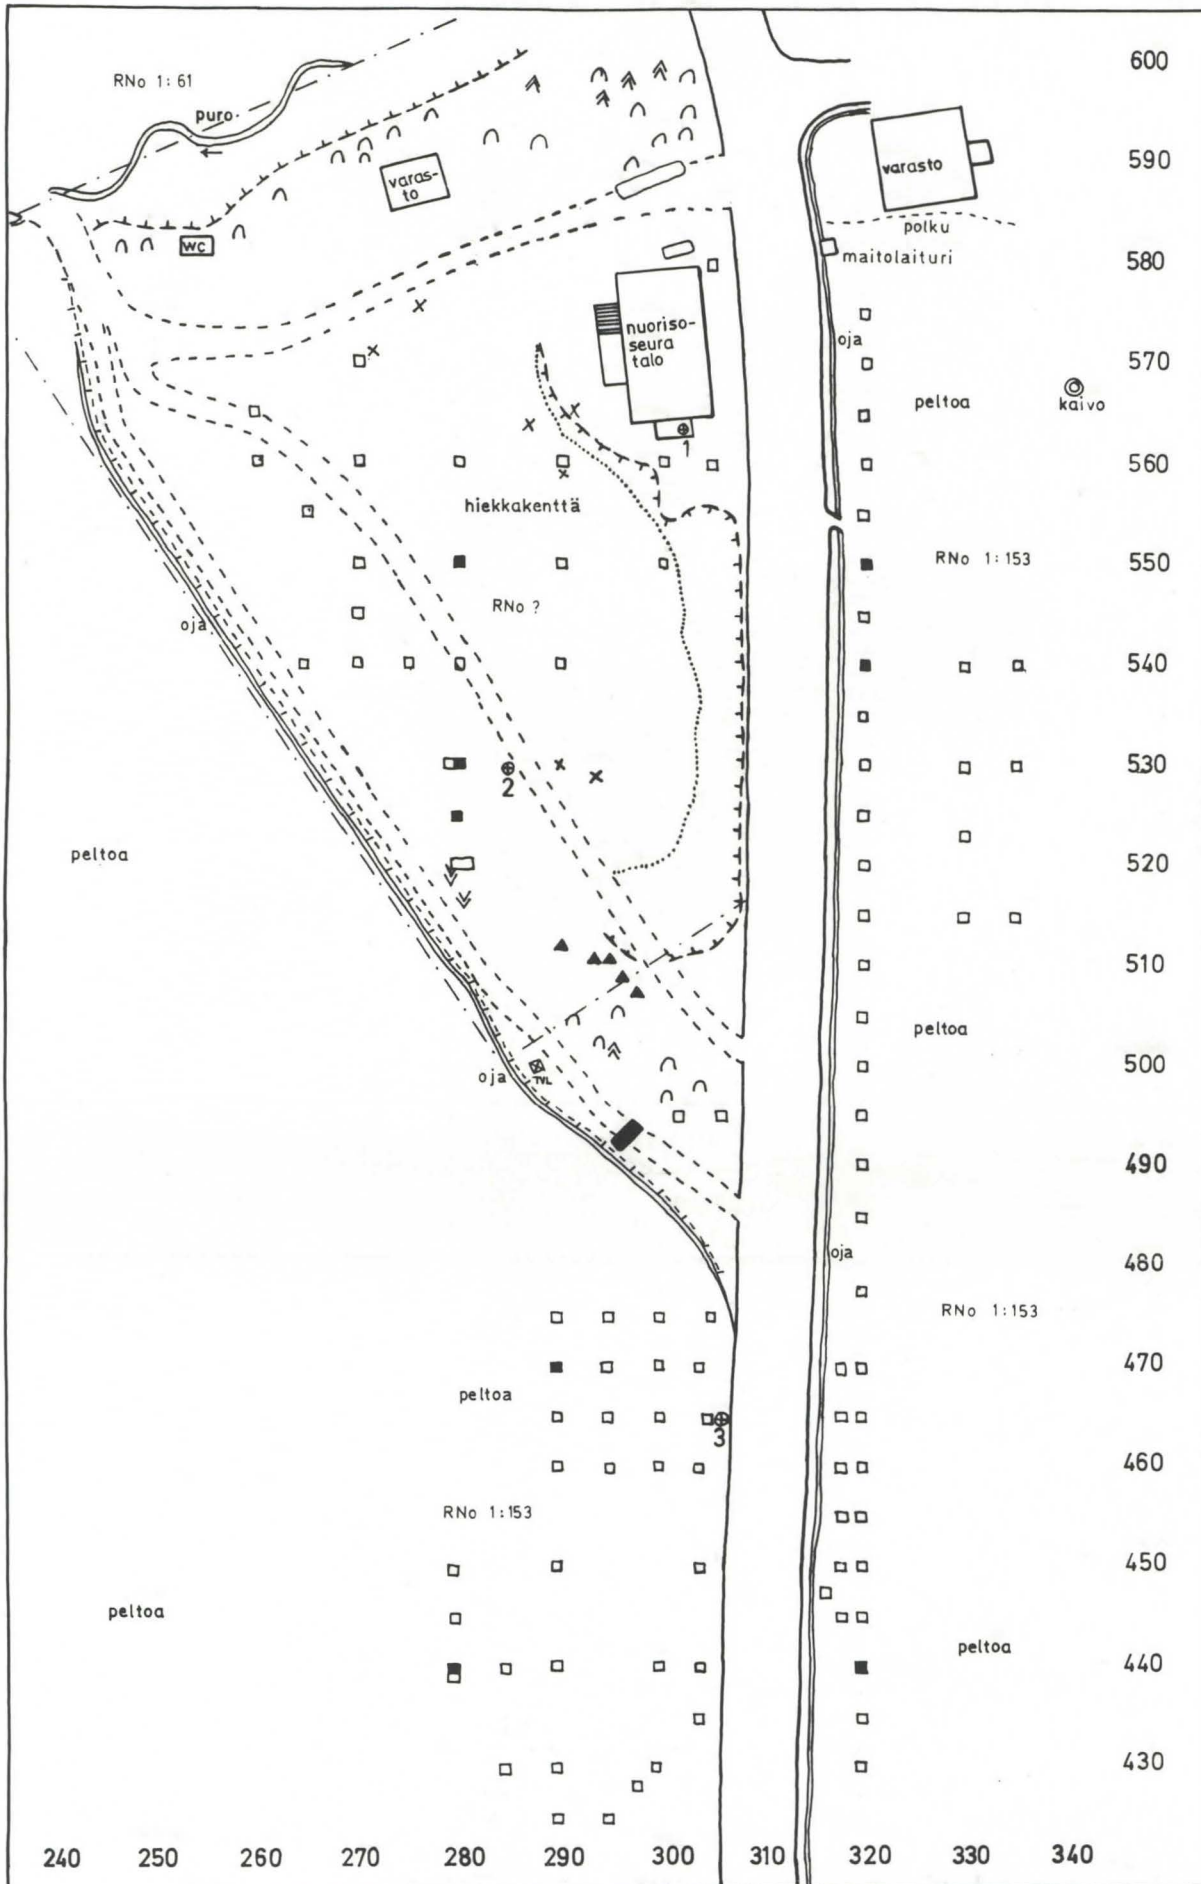 600
RNo 1:61
puro
590
varas-
to
varasto
polku
WC
maitolaituri
580
nuoriso-
seura
talo
oja
570
peltoa
kaivo
1
560
hiekkakenttä
550
RNo 1:153
RNo ?
oja
540
530
2
520
peltoa
510
peltoa
500
oja
TVL
490
oja
480
RNo 1:153
470
peltoa
3
460
RNo 1:153
450
peltoa
peltoa
440
430
240 250 260 270 280 290 300 310 320 330 340